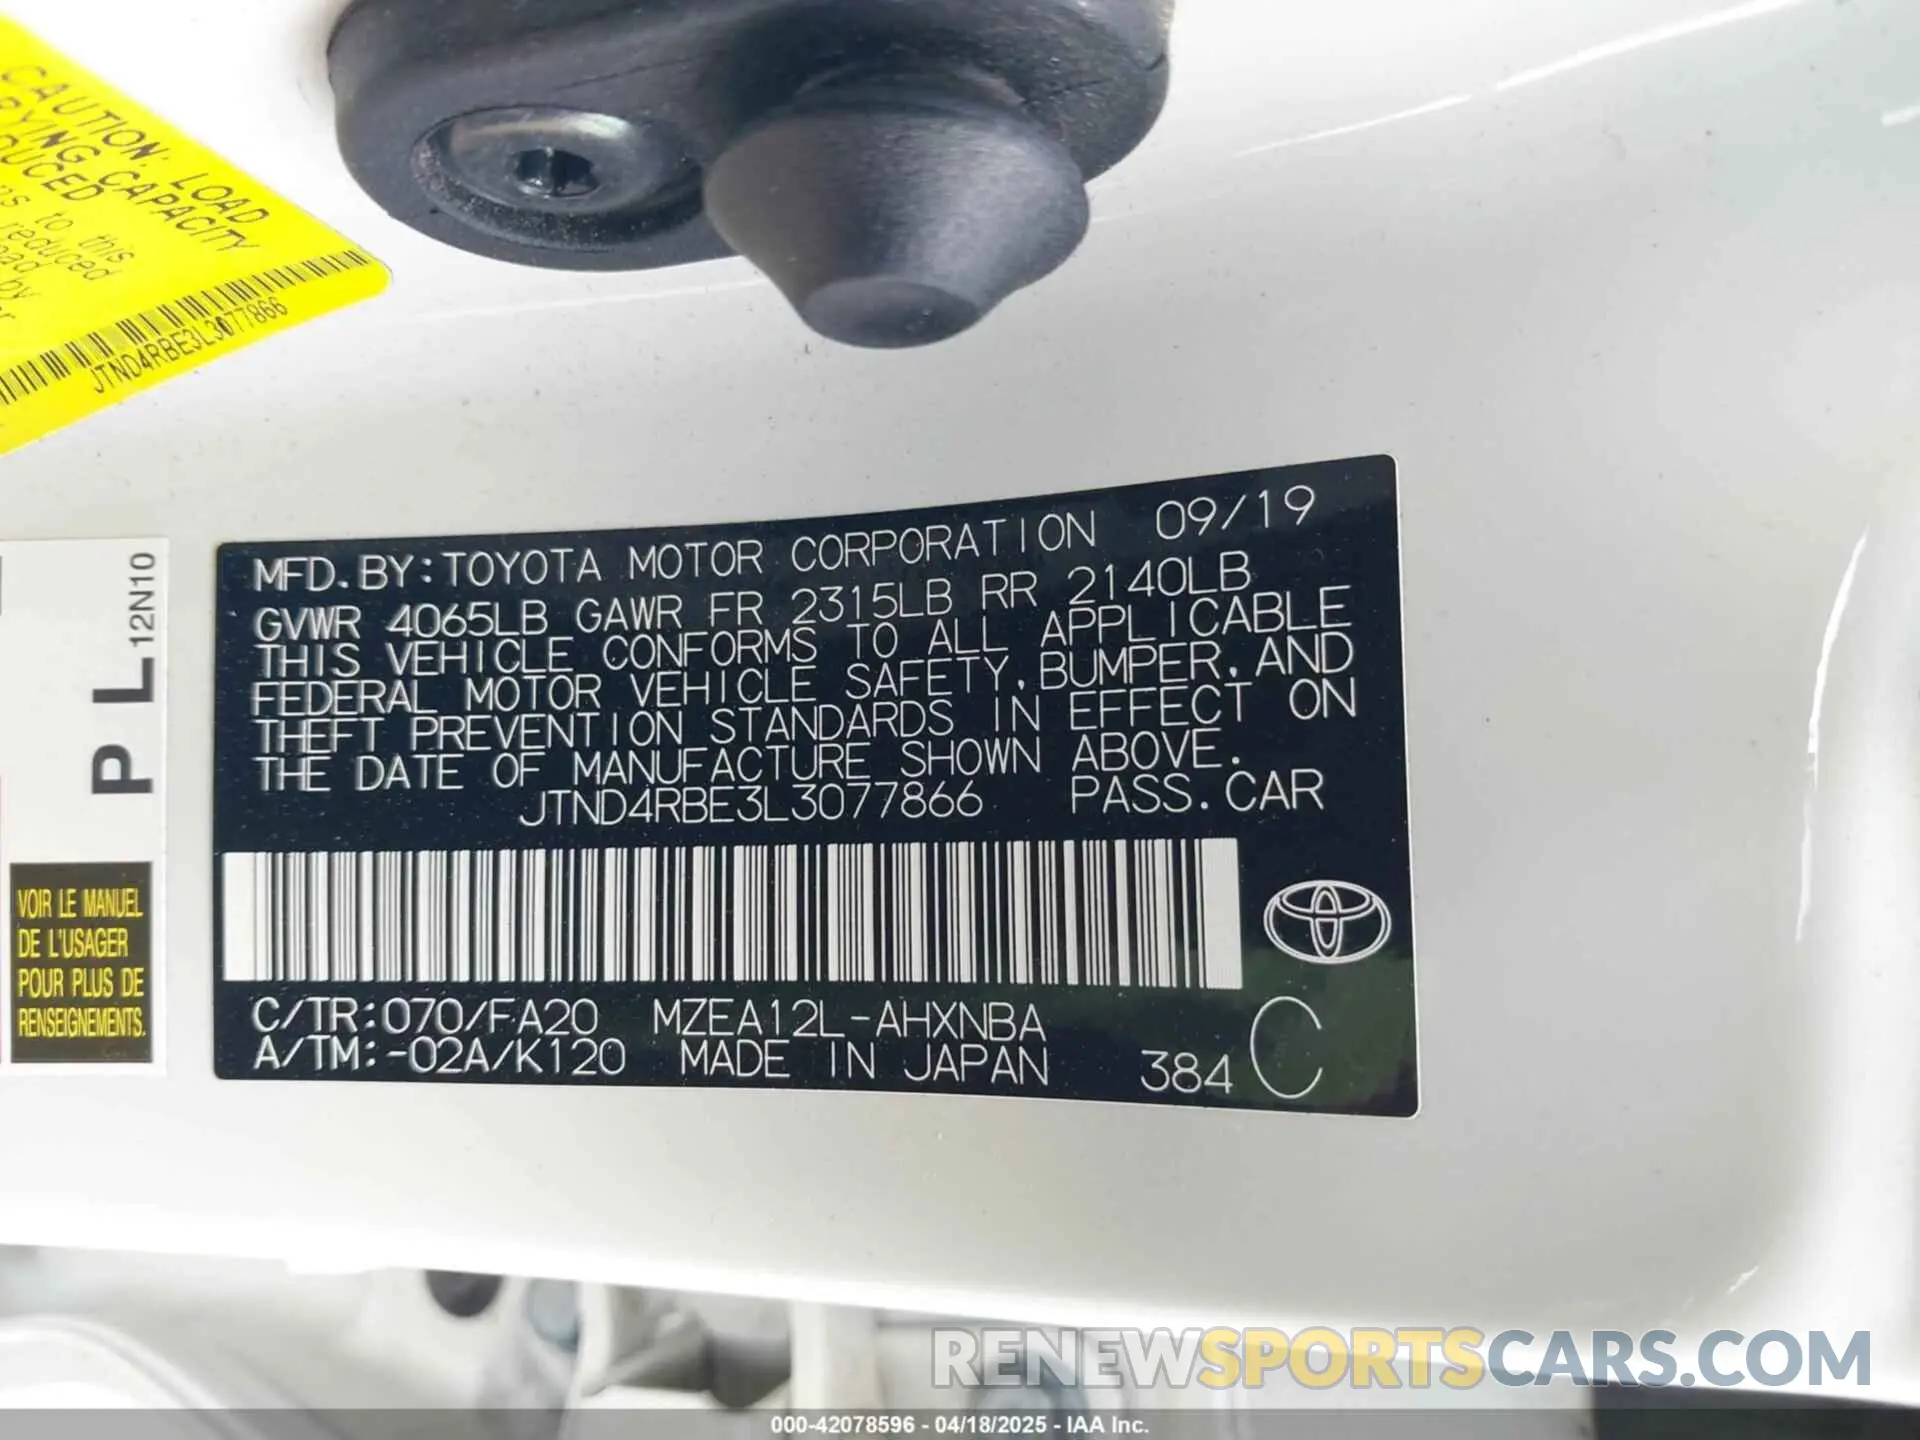 CAUTION: LOAD
CAPACITY
to this
reduced
by
JTND4RBE3L3077866
P L 12N10
VOIR LE MANUEL
DE L'USAGER
POUR PLUS DE
RENSEIGNEMENTS.
MFD. BY: TOYOTA MOTOR CORPORATION 09/19
GVWR 4065LB GAWR FR 2315LB RR 2140LB
THIS VEHICLE CONFORMS TO ALL APPLICABLE
FEDERAL MOTOR VEHICLE SAFETY, BUMPER, AND
THEFT PREVENTION STANDARDS IN EFFECT ON
THE DATE OF MANUFACTURE SHOWN ABOVE.
JTND4RBE3L3077866 PASS. CAR
C/TR:070/FA20 MZEA12L-AHXNBA
A/TM:-02A/K120 MADE IN JAPAN 384 C
RENEWSPORTSCARS.COM
000-42078596 - 04/18/2025 - IAA Inc.